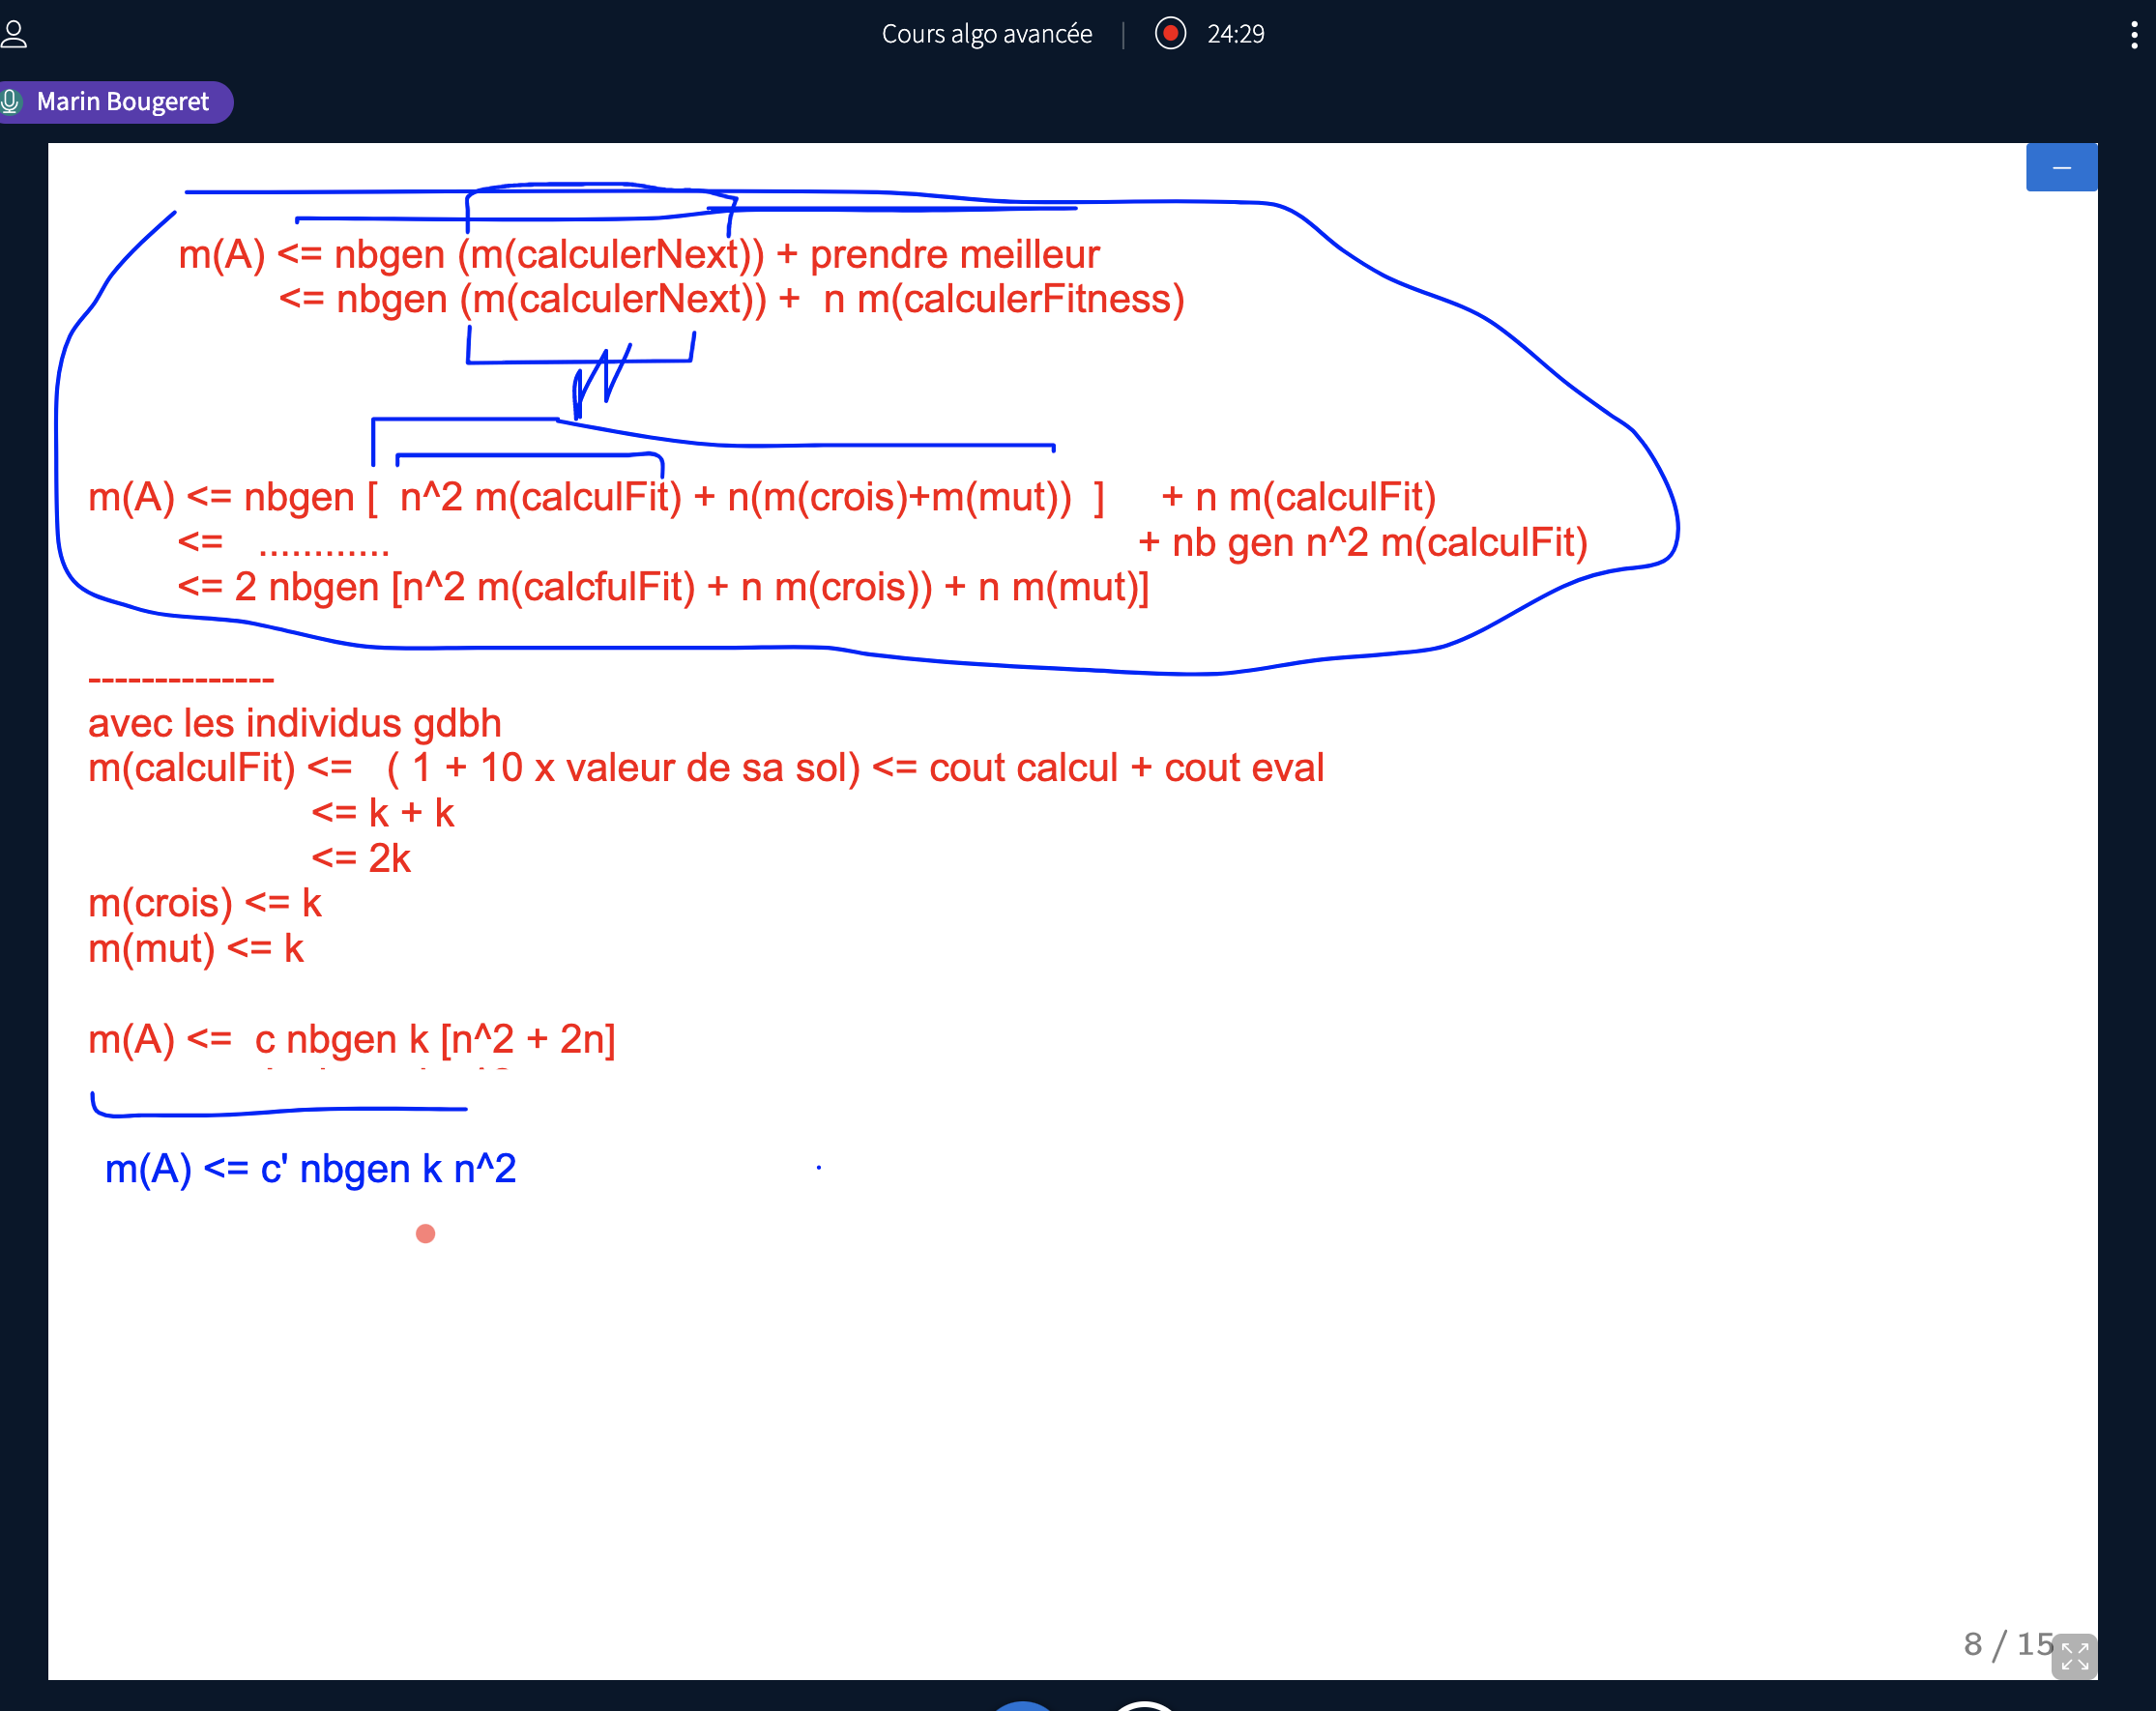 Cours algo avancée | 24:29
Marin Bougeret
m(A) <= nbgen (m(calculerNext)) + prendre meilleur
<= nbgen (m(calculerNext)) + n m(calculerFitness)
m(A) <= nbgen [ n^2 m(calculFit) + n(m(crois)+m(mut)) ] + n m(calculFit)
<= ............ + nb gen n^2 m(calculFit)
<= 2 nbgen [n^2 m(calcfulFit) + n m(crois)) + n m(mut)]
--------------
avec les individus gdbh
m(calculFit) <= ( 1 + 10 x valeur de sa sol) <= cout calcul + cout eval
<= k + k
<= 2k
m(crois) <= k
m(mut) <= k
m(A) <= c nbgen k [n^2 + 2n]
m(A) <= c' nbgen k n^2
8 / 15